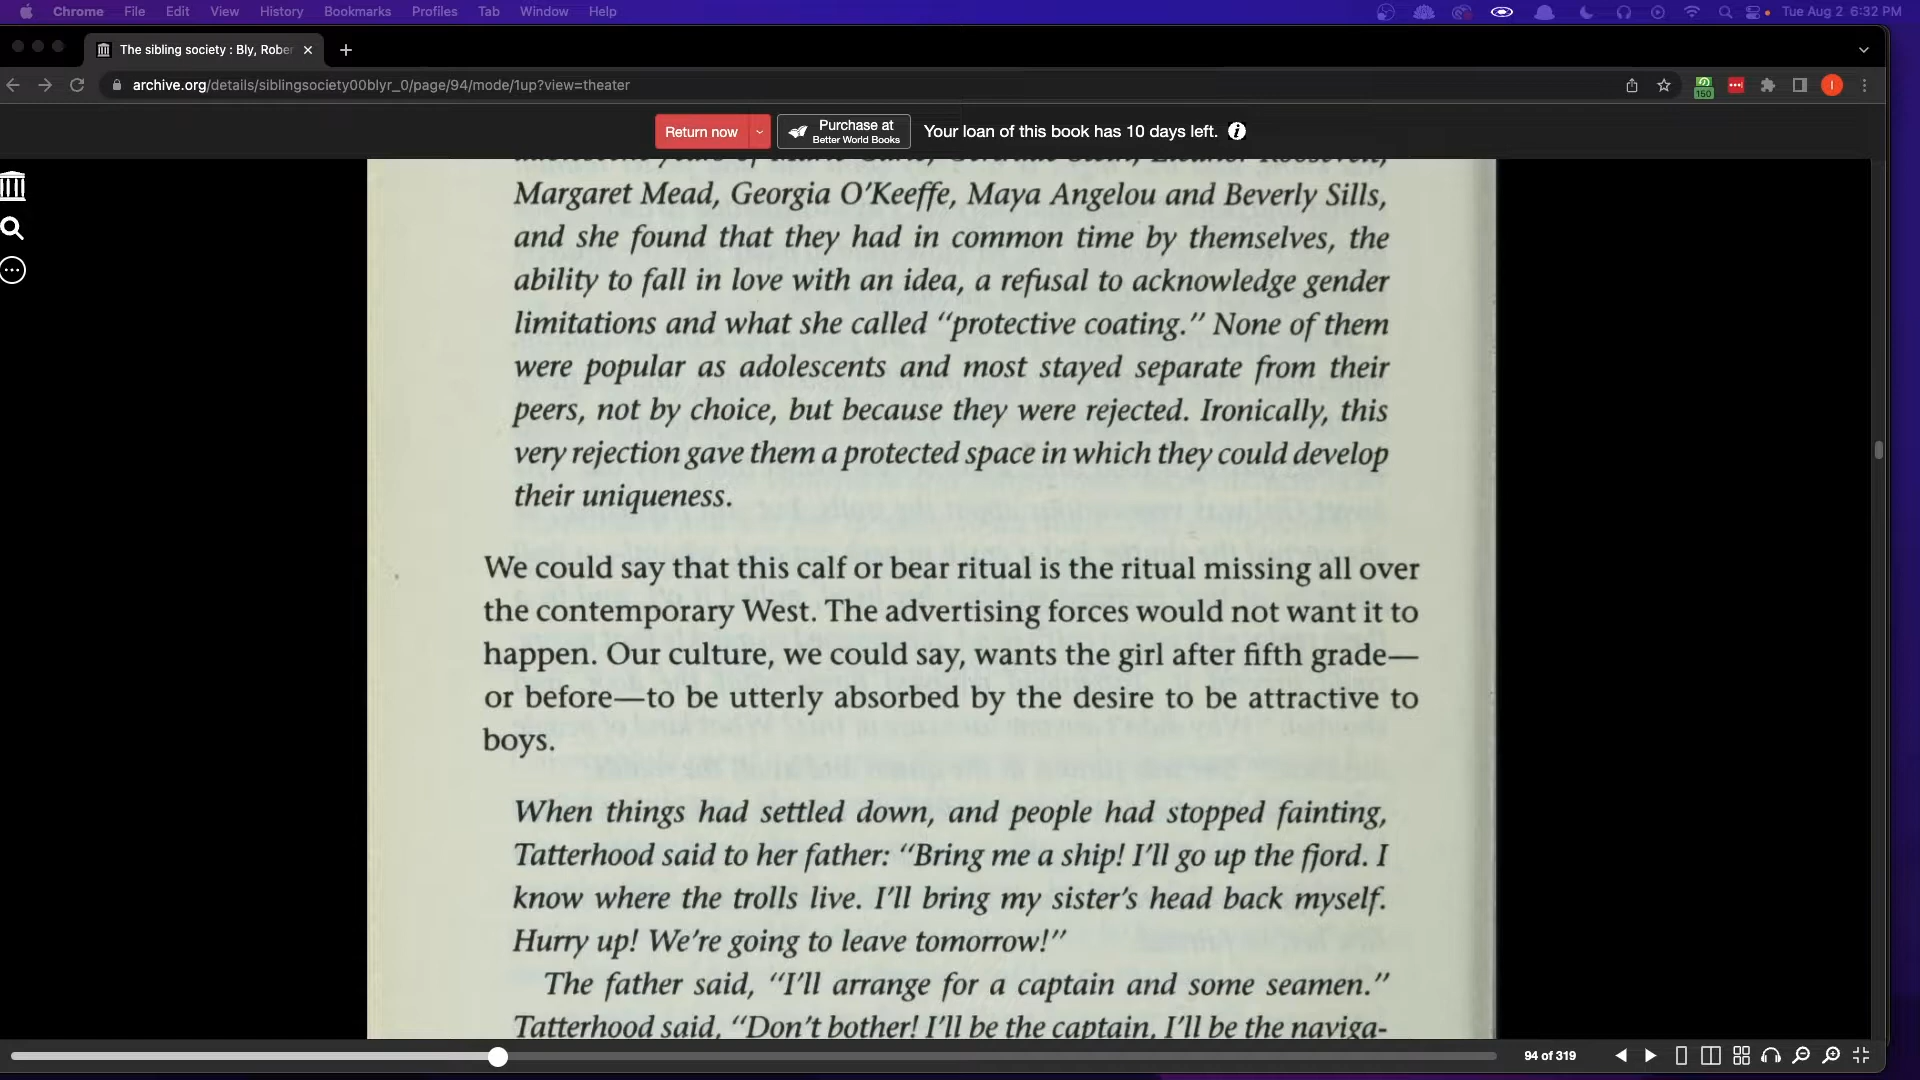 Chrome File Edit View History Bookmarks Profiles Tab Window Help Tue Aug 2 6:32 PM
The sibling society : Bly, Rober
archive.org/details/siblingsociety00blyr_0/page/94/mode/1up?view=theater
150
I
Return now
Purchase at
Better World Books
Your loan of this book has 10 days left.
Margaret Mead, Georgia O’Keeffe, Maya Angelou and Beverly Sills,
and she found that they had in common time by themselves, the
ability to fall in love with an idea, a refusal to acknowledge gender
limitations and what she called “protective coating.” None of them
were popular as adolescents and most stayed separate from their
peers, not by choice, but because they were rejected. Ironically, this
very rejection gave them a protected space in which they could develop
their uniqueness.
We could say that this calf or bear ritual is the ritual missing all over
the contemporary West. The advertising forces would not want it to
happen. Our culture, we could say, wants the girl after fifth grade—
or before—to be utterly absorbed by the desire to be attractive to
boys.
When things had settled down, and people had stopped fainting,
Tatterhood said to her father: “Bring me a ship! I’ll go up the fjord. I
know where the trolls live. I’ll bring my sister’s head back myself.
Hurry up! We’re going to leave tomorrow!”
The father said, “I’ll arrange for a captain and some seamen.”
Tatterhood said, “Don’t bother! I’ll be the captain, I’ll be the naviga-
94 of 319